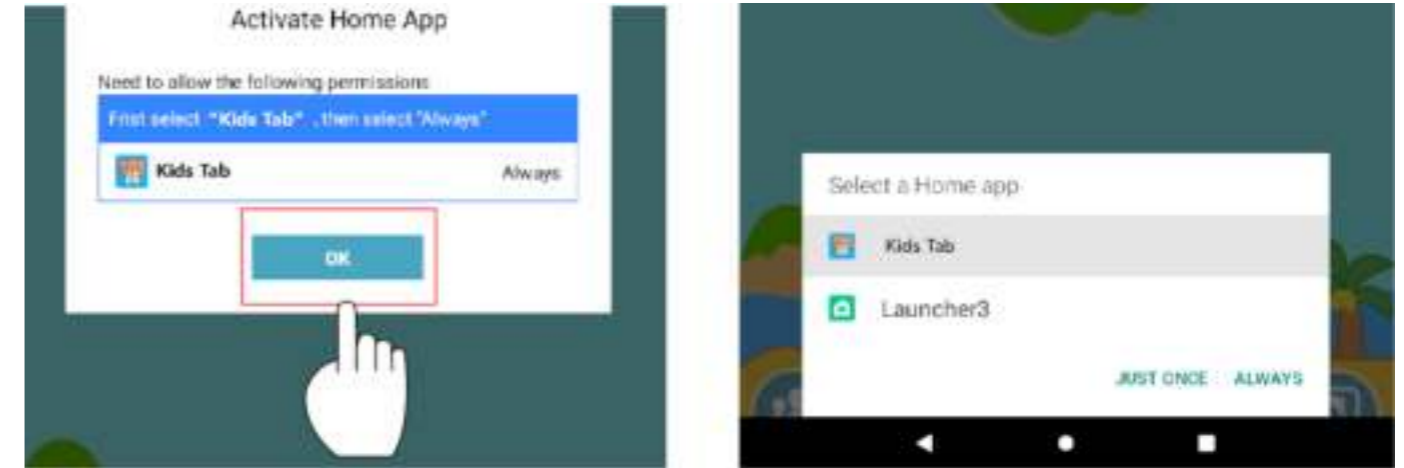 Activate Home App
Need to allow the following permissions
Frist select "Kids Tab" , then select "Always"
Kids Tab Always
OK
Select a Home app
Kids Tab
Launcher3
JUST ONCE ALWAYS